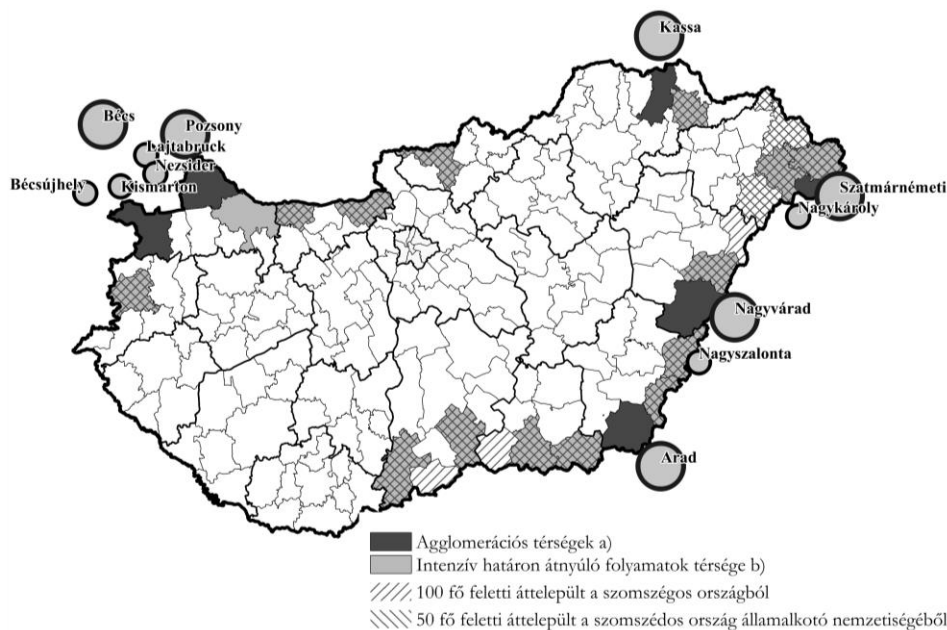 Kassa
Bécs
Pozsony
Lajtabruck
Nezsider
Bécsújhely
Kismarton
Szatmárnémeti
Nagykároly
Nagyvárad
Nagyszalonta
Arad
Agglomerációs térségek a)
Intenzív határon átnyúló folyamatok térsége b)
100 fő feletti áttelepült a szomszégos országból
50 fő feletti áttelepült a szomszédos ország államalkotó nemzetiségéből